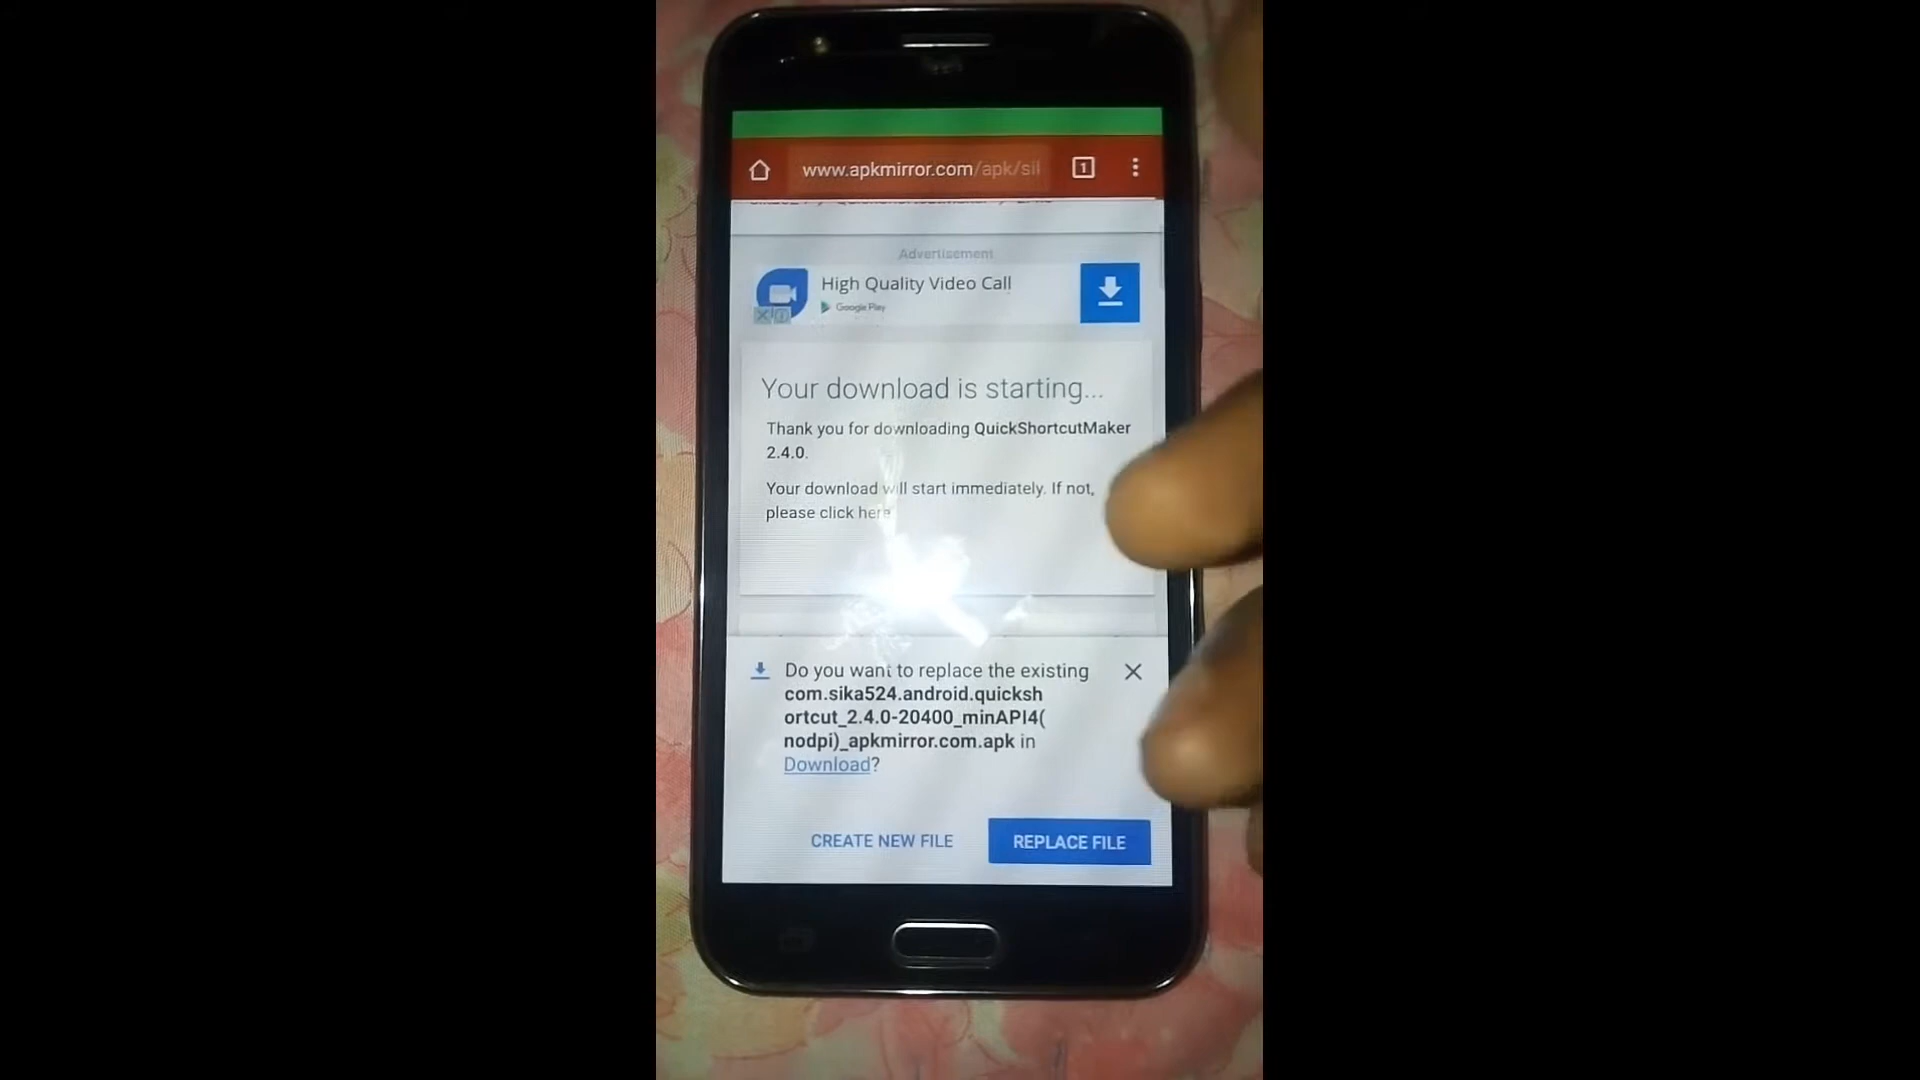 www.apkmirror.com/apk/sil
1
Advertisement
High Quality Video Call
Google Play
Your download is starting...
Thank you for downloading QuickShortcutMaker
2.4.0.
Your download will start immediately. If not,
please click here
Do you want to replace the existing
com.sika524.android.quicksh
ortcut_2.4.0-20400_minAPI4(
nodpi)_apkmirror.com.apk in
Download?
CREATE NEW FILE
REPLACE FILE